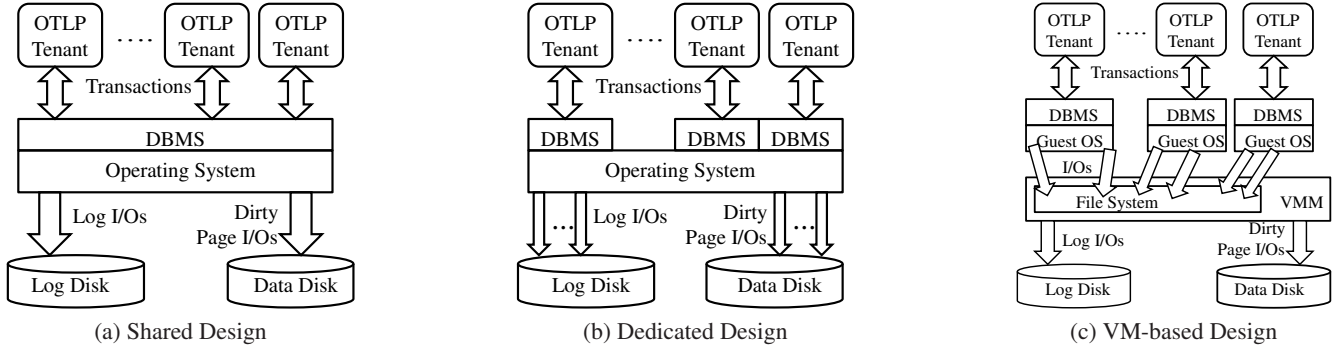 OTLP Tenant
....
OTLP Tenant
OTLP Tenant
Transactions
DBMS
Operating System
Log I/Os
Dirty
Page I/Os
Log Disk
Data Disk
(a) Shared Design
OTLP Tenant
....
OTLP Tenant
OTLP Tenant
Transactions
DBMS
DBMS
DBMS
Operating System
...
Log I/Os
Dirty
Page I/Os
...
Log Disk
Data Disk
(b) Dedicated Design
OTLP Tenant
....
OTLP Tenant
OTLP Tenant
Transactions
DBMS
DBMS
DBMS
Guest OS
Guest OS
Guest OS
I/Os
File System
VMM
Log I/Os
Dirty
Page I/Os
Log Disk
Data Disk
(c) VM-based Design